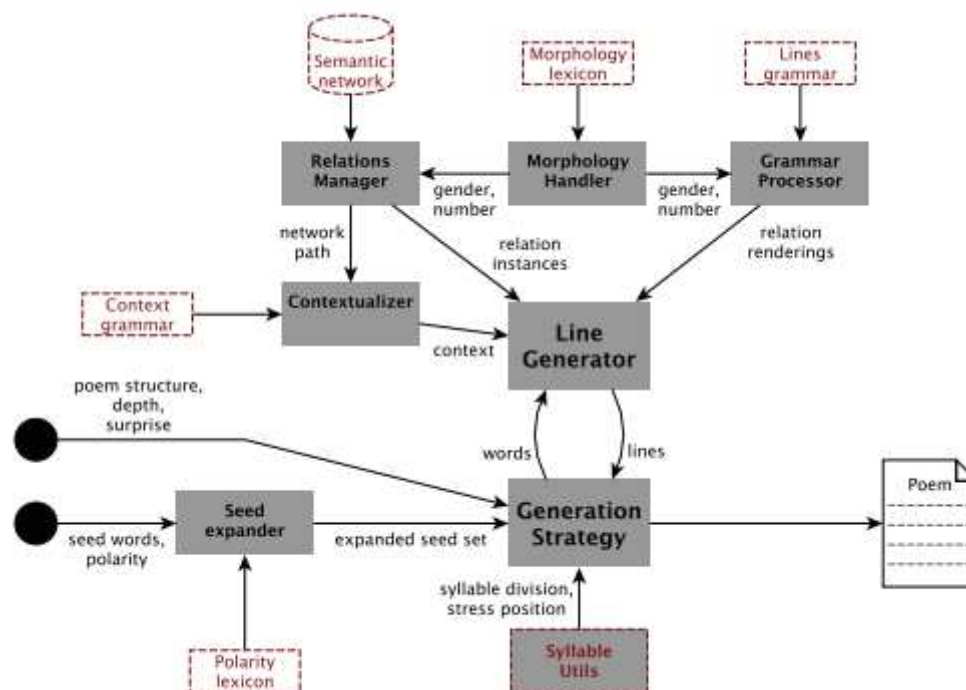 Semantic
network
Morphology
lexicon
Lines
grammar
Relations
Manager
Morphology
Handler
Grammar
Processor
gender,
number
gender,
number
network
path
relation
instances
relation
renderings
Context
grammar
Contextualizer
context
Line
Generator
poem structure,
depth,
surprise
words
lines
seed words,
polarity
Seed
expander
expanded seed set
Generation
Strategy
Poem
syllable division,
stress position
Polarity
lexicon
Syllable
Utils